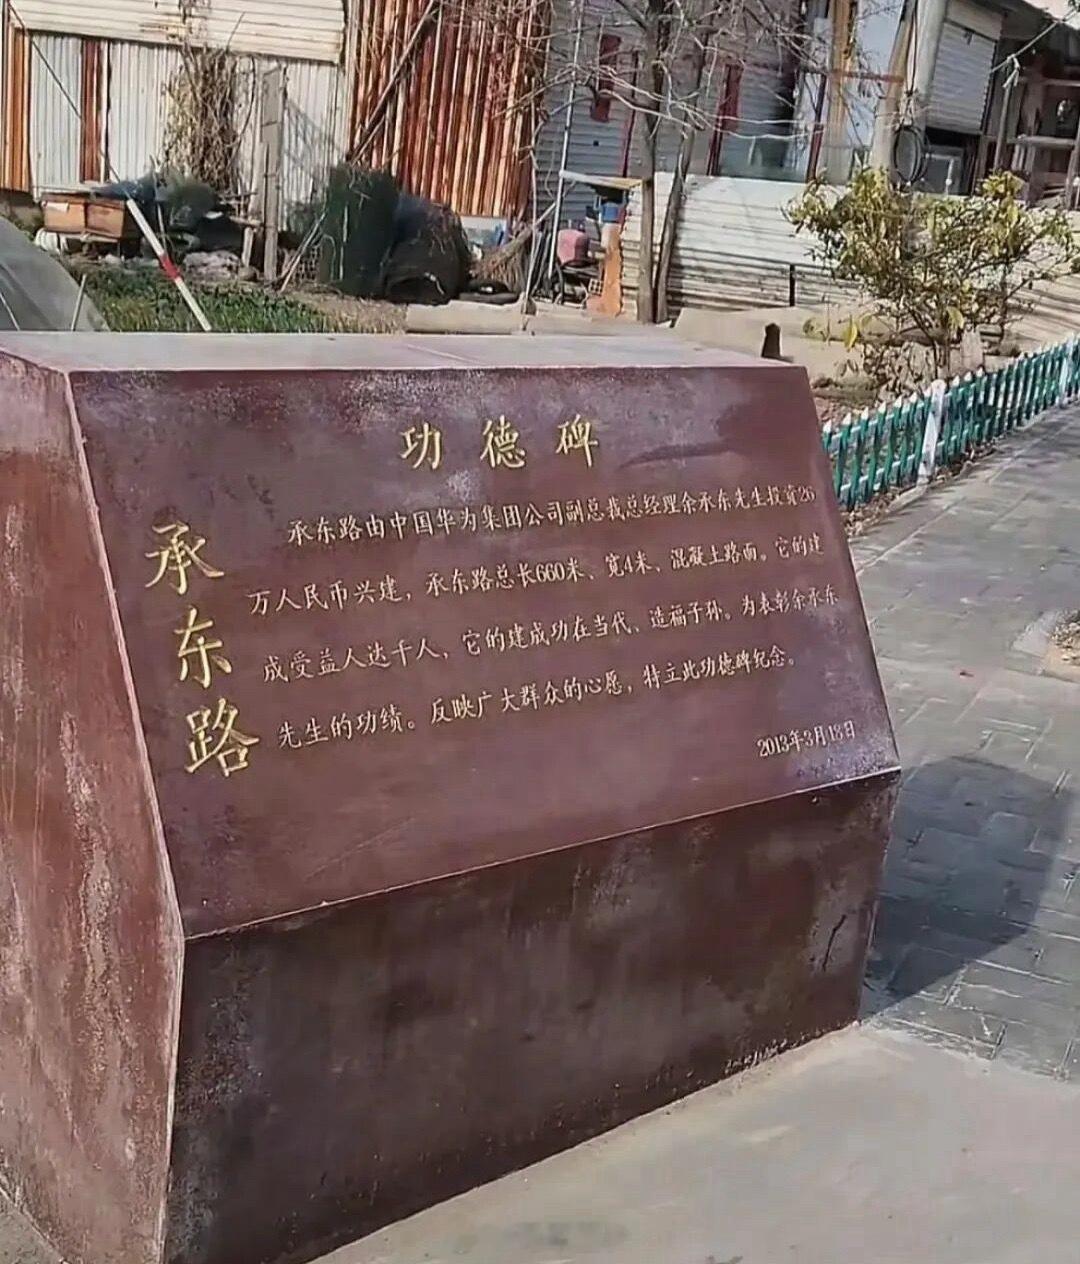 功德碑
承东路
承东路由中国华为集团公司副总裁总经理余承东先生投资26
万人民币兴建，承东路总长660米、宽4米、混凝土路面。它的建
成受益人达千人，它的建成功在当代、造福子孙。为表彰余承东
先生的功绩。反映广大群众的心愿，特立此功德碑纪念。
2013年3月18日